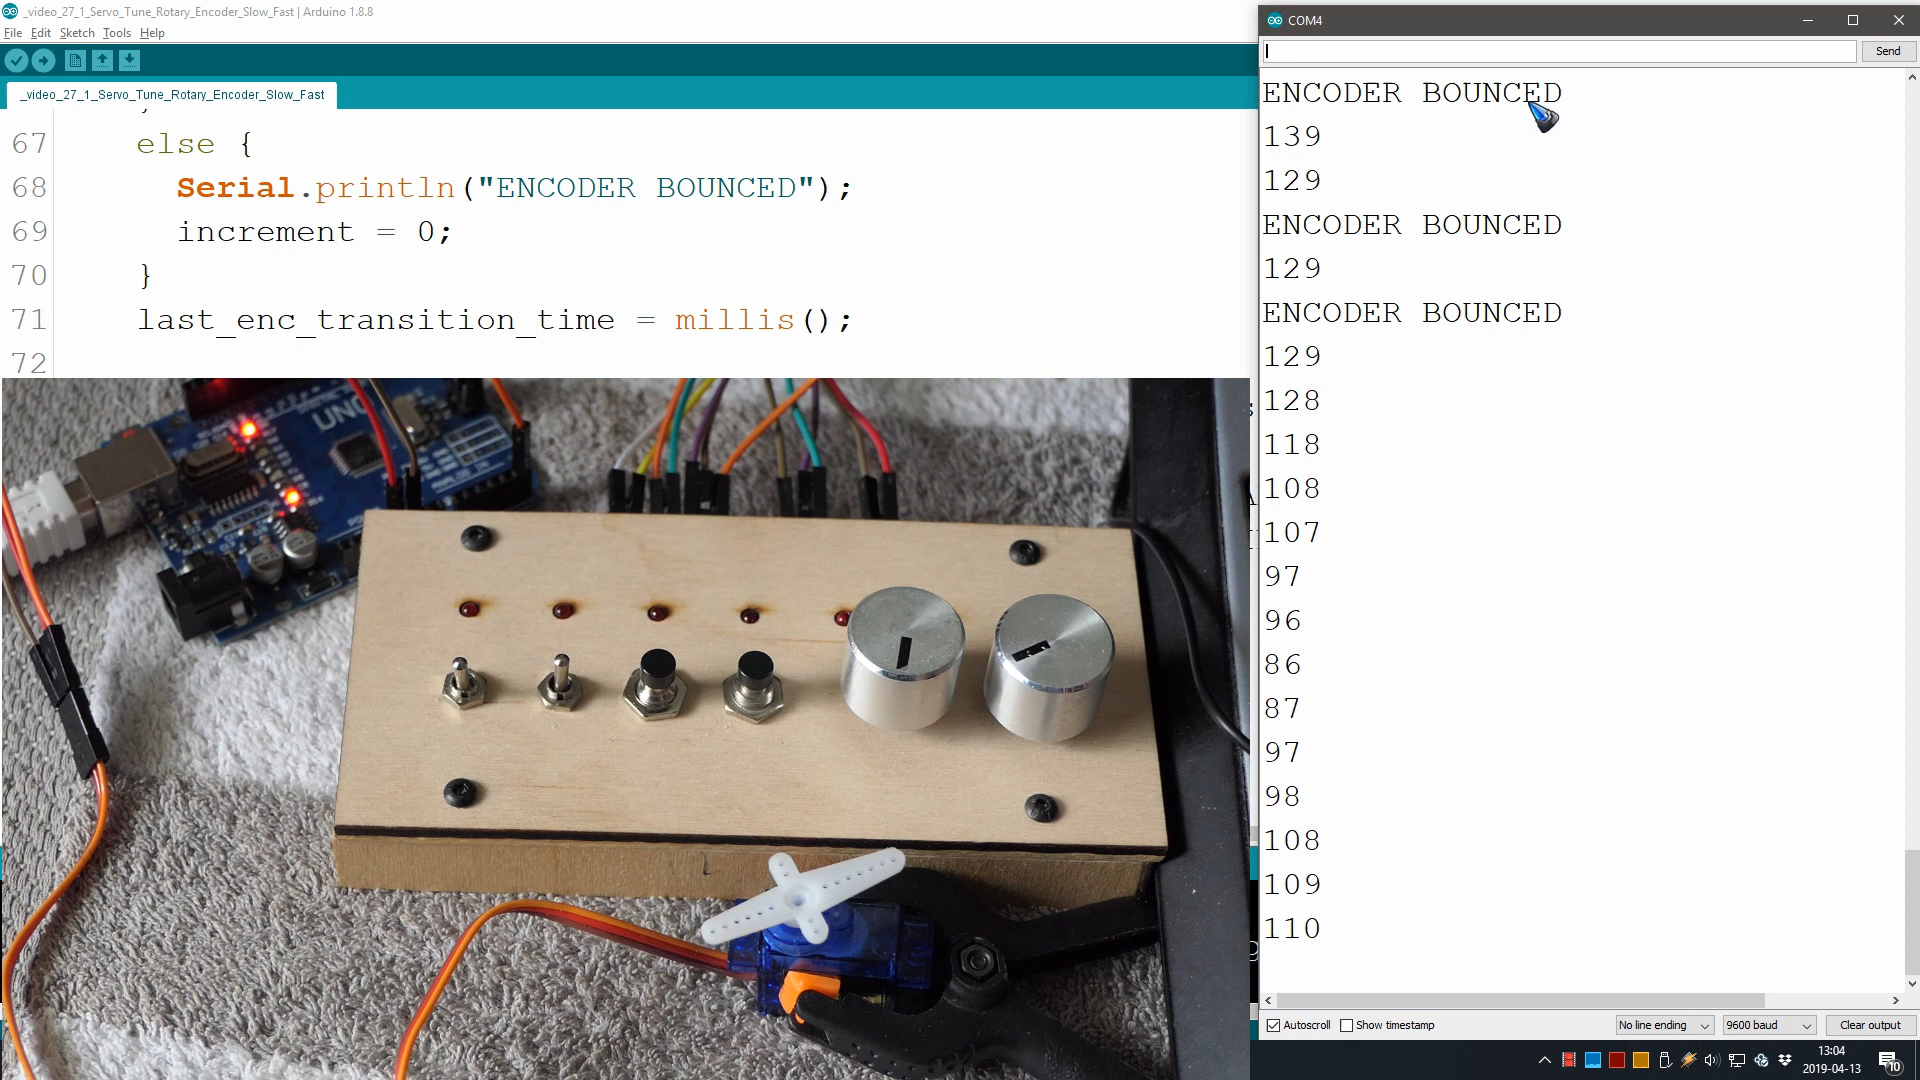 _video_27_1_Servo_Tune_Rotary_Encoder_Slow_Fast | Arduino 1.8.8
File Edit Sketch Tools Help
_video_27_1_Servo_Tune_Rotary_Encoder_Slow_Fast
67 else {
68 Serial.println("ENCODER BOUNCED");
69 increment = 0;
70 }
71 last_enc_transition_time = millis();
72
UNO
COM4
Send
ENCODER BOUNCED
139
129
ENCODER BOUNCED
129
ENCODER BOUNCED
129
128
118
108
107
97
96
86
87
97
98
108
109
110
Autoscroll Show timestamp No line ending 9600 baud Clear output
13:04
2019-04-13
10